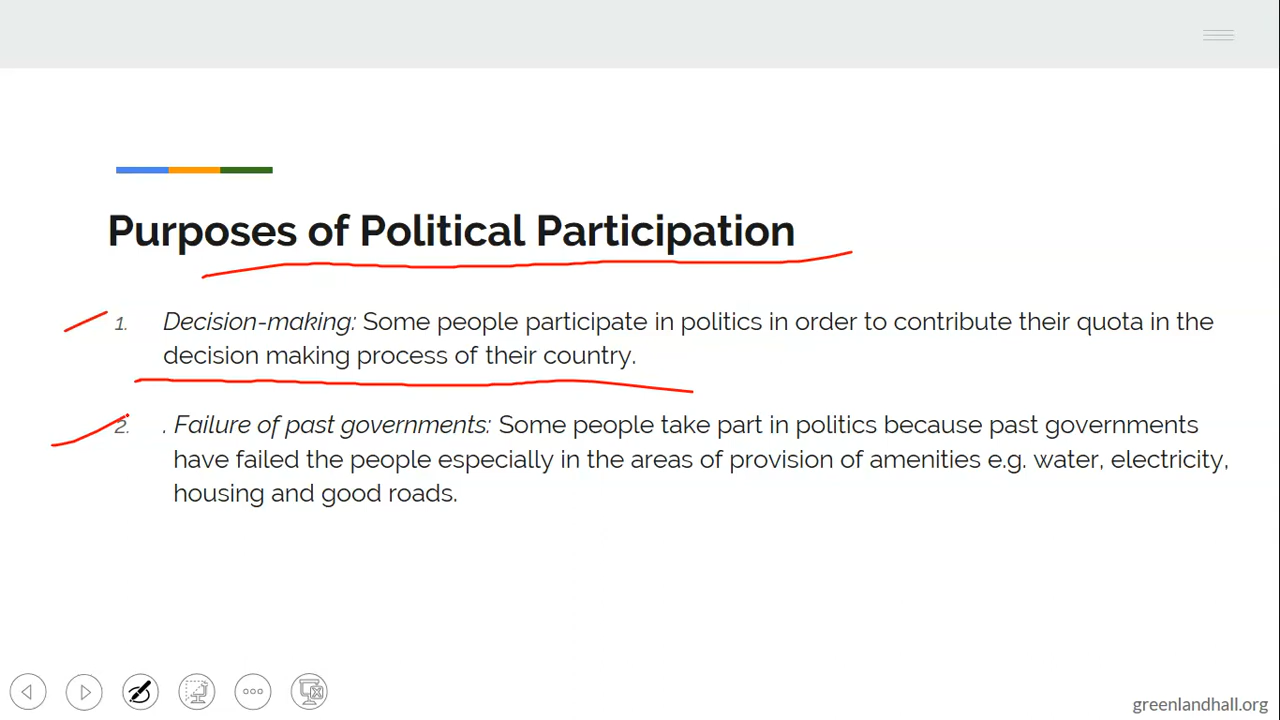 Purposes of Political Participation
1. Decision-making: Some people participate in politics in order to contribute their quota in the
decision making process of their country.
2. . Failure of past governments: Some people take part in politics because past governments
have failed the people especially in the areas of provision of amenities e.g. water, electricity,
housing and good roads.
greenlandhall.org